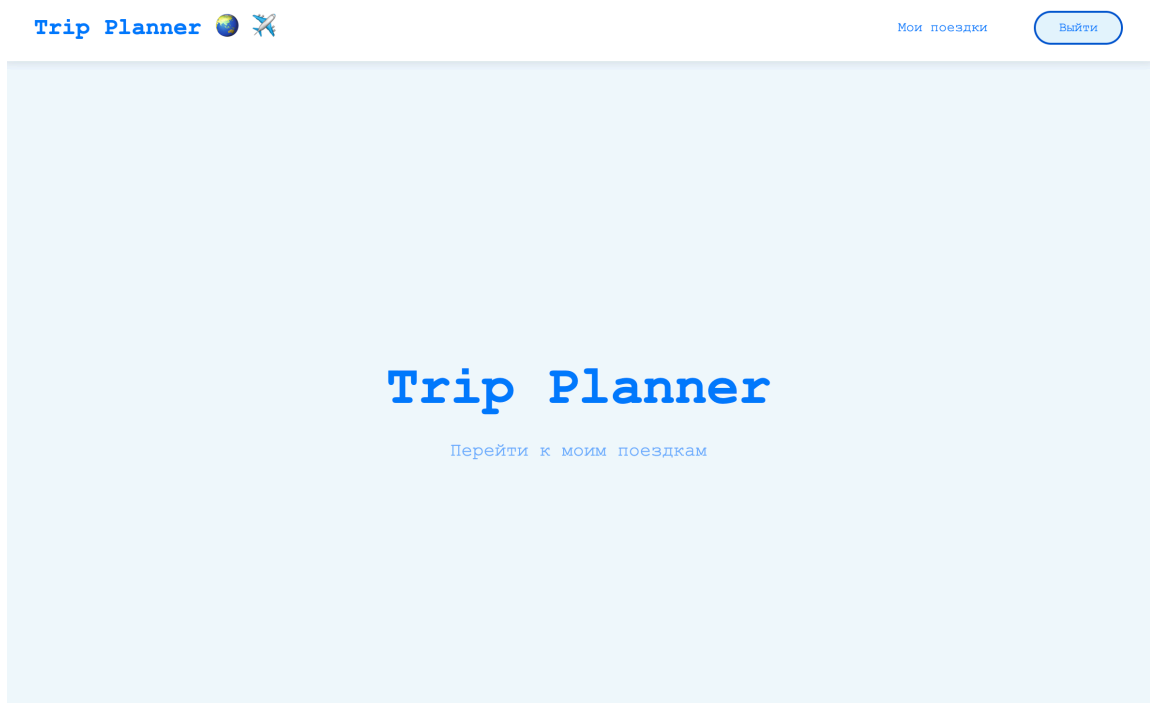 Trip Planner 🌏 ✈️
Мои поездки
Выйти
Trip Planner
Перейти к моим поездкам